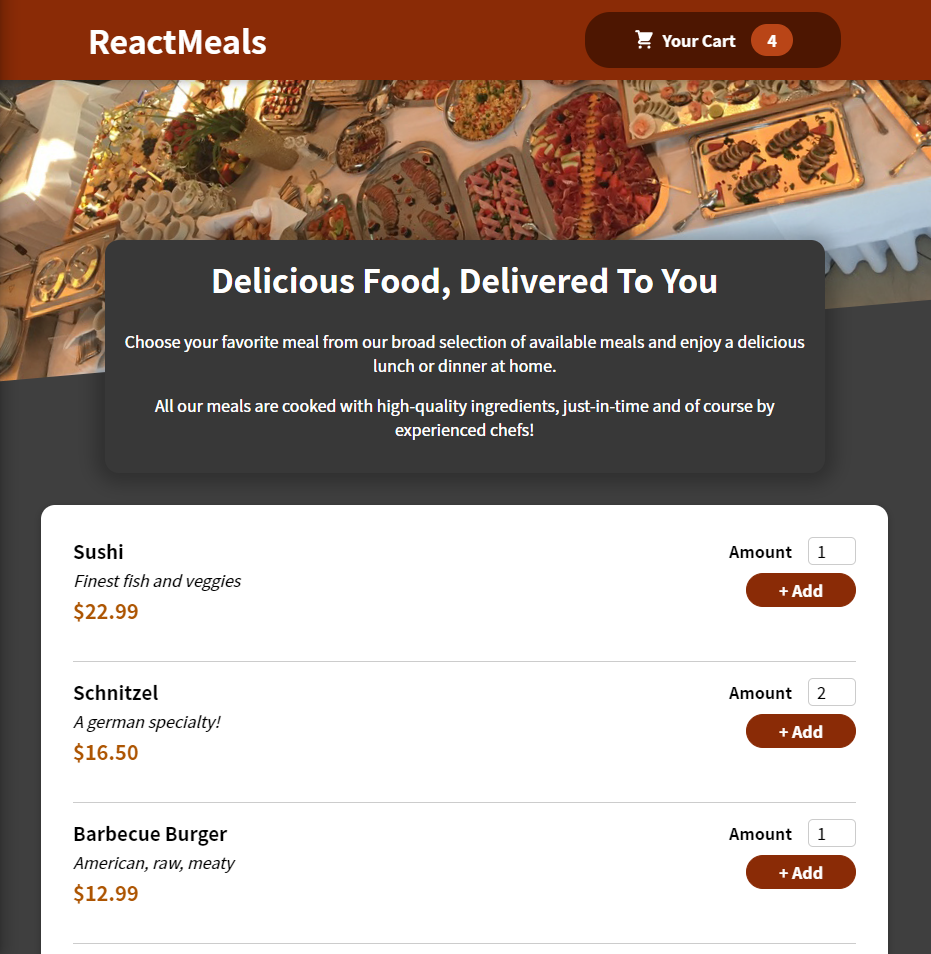 ReactMeals
Your Cart 4
Delicious Food, Delivered To You
Choose your favorite meal from our broad selection of available meals and enjoy a delicious
lunch or dinner at home.
All our meals are cooked with high-quality ingredients, just-in-time and of course by
experienced chefs!
Sushi
Finest fish and veggies
$22.99
Amount 1
+ Add
Schnitzel
A german specialty!
$16.50
Amount 2
+ Add
Barbecue Burger
American, raw, meaty
$12.99
Amount 1
+ Add